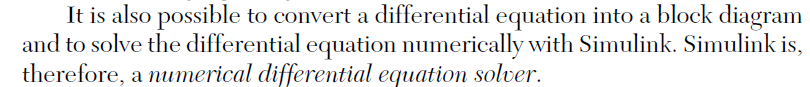 It is also possible to convert a differential equation into a block diagram
and to solve the differential equation numerically with Simulink. Simulink is,
therefore, a numerical differential equation solver.